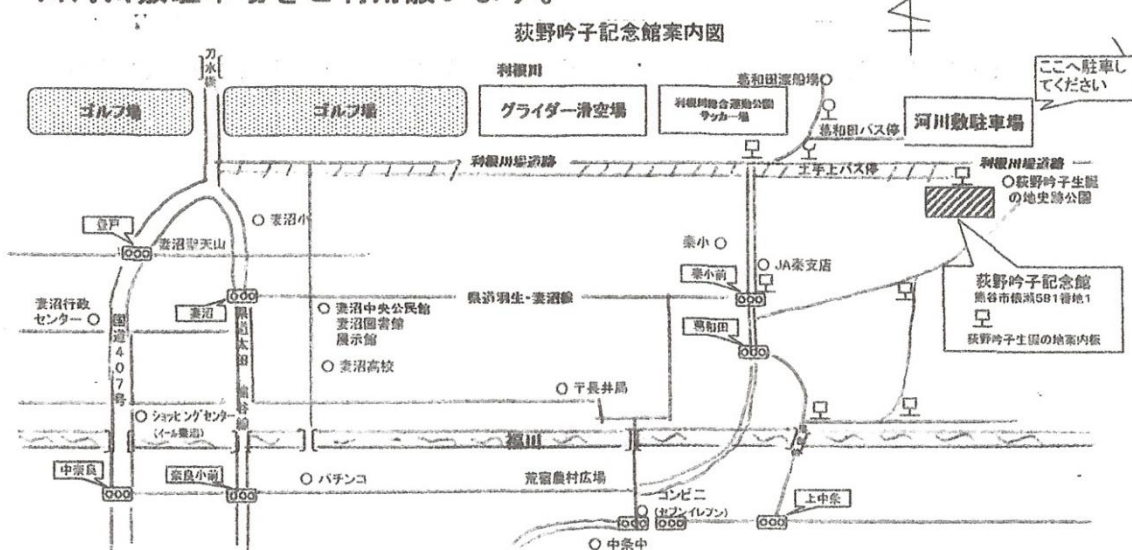 荻野吟子記念館案内図
刀水橋
利根川
葛和田渡船場
ここへ駐車し
てください
ゴルフ場
ゴルフ場
グライダー滑空場
利根川総合運動公園
サッカー場
葛和田バス停
河川敷駐車場
利根川堤道路
土手上バス停
利根川堤道路
荻野吟子生誕
の地史跡公園
登戸
妻沼聖天山
妻沼小
秦小
JA秦支店
秦小前
荻野吟子記念館
熊谷市俵瀬581番地1
荻野吟子生誕の地案内板
妻沼行政
センター
妻沼
県道羽生・妻沼線
妻沼中央公民館
妻沼図書館
展示館
葛和田
国道407号
県道太田 熊谷線
妻沼高校
〒長井局
ショッピングセンター
福川
中奈良
奈良小前
パチンコ
荒宿農村広場
コンビニ
(セブンイレブン)
上中条
中条中